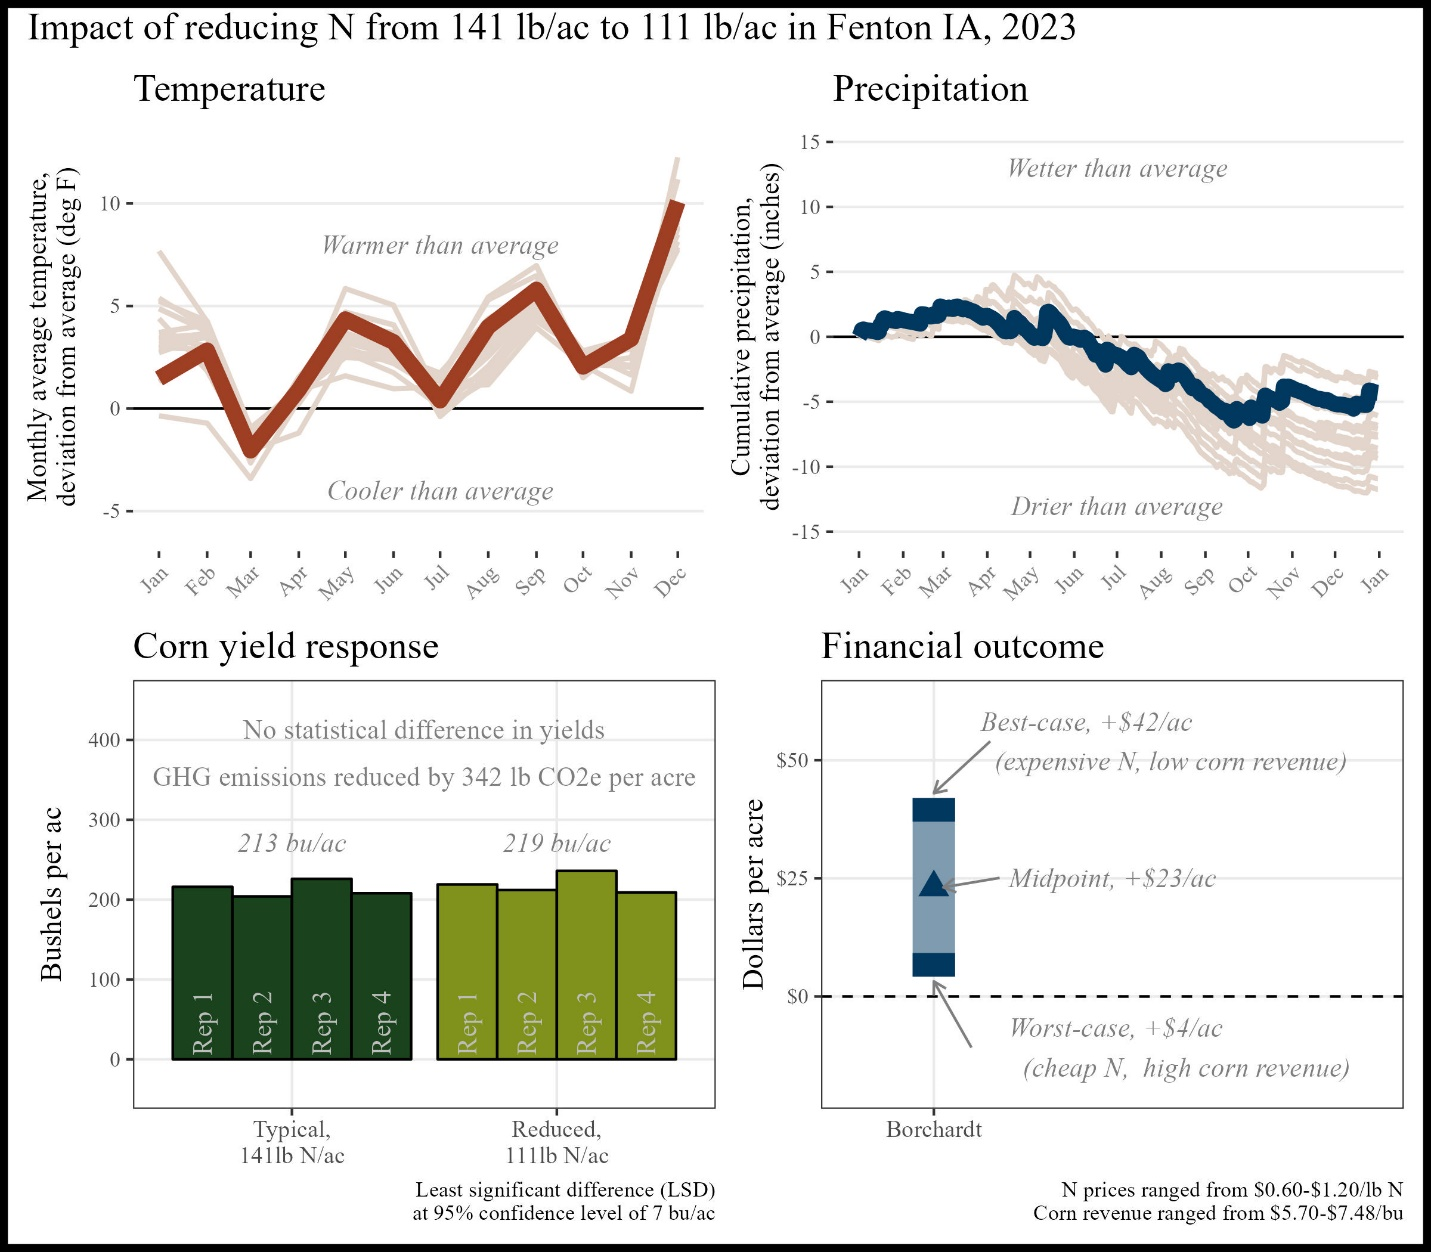 Impact of reducing N from 141 lb/ac to 111 lb/ac in Fenton IA, 2023
Temperature
Monthly average temperature,
deviation from average (deg F)
10
5
0
-5
Warmer than average
Cooler than average
Jan
Feb
Mar
Apr
May
Jun
Jul
Aug
Sep
Oct
Nov
Dec
Precipitation
Cumulative precipitation,
deviation from average (inches)
15
10
5
0
-5
-10
-15
Wetter than average
Drier than average
Jan
Feb
Mar
Apr
May
Jun
Jul
Aug
Sep
Oct
Nov
Dec
Jan
Corn yield response
Bushels per ac
400
300
200
100
0
No statistical difference in yields
GHG emissions reduced by 342 lb CO2e per acre
213 bu/ac
219 bu/ac
Rep 1
Rep 2
Rep 3
Rep 4
Rep 1
Rep 2
Rep 3
Rep 4
Typical,
141lb N/ac
Reduced,
111lb N/ac
Least significant difference (LSD)
at 95% confidence level of 7 bu/ac
Financial outcome
Dollars per acre
$50
$25
$0
Best-case, +$42/ac
(expensive N, low corn revenue)
Midpoint, +$23/ac
Worst-case, +$4/ac
(cheap N,  high corn revenue)
Borchardt
N prices ranged from $0.60-$1.20/lb N
Corn revenue ranged from $5.70-$7.48/bu